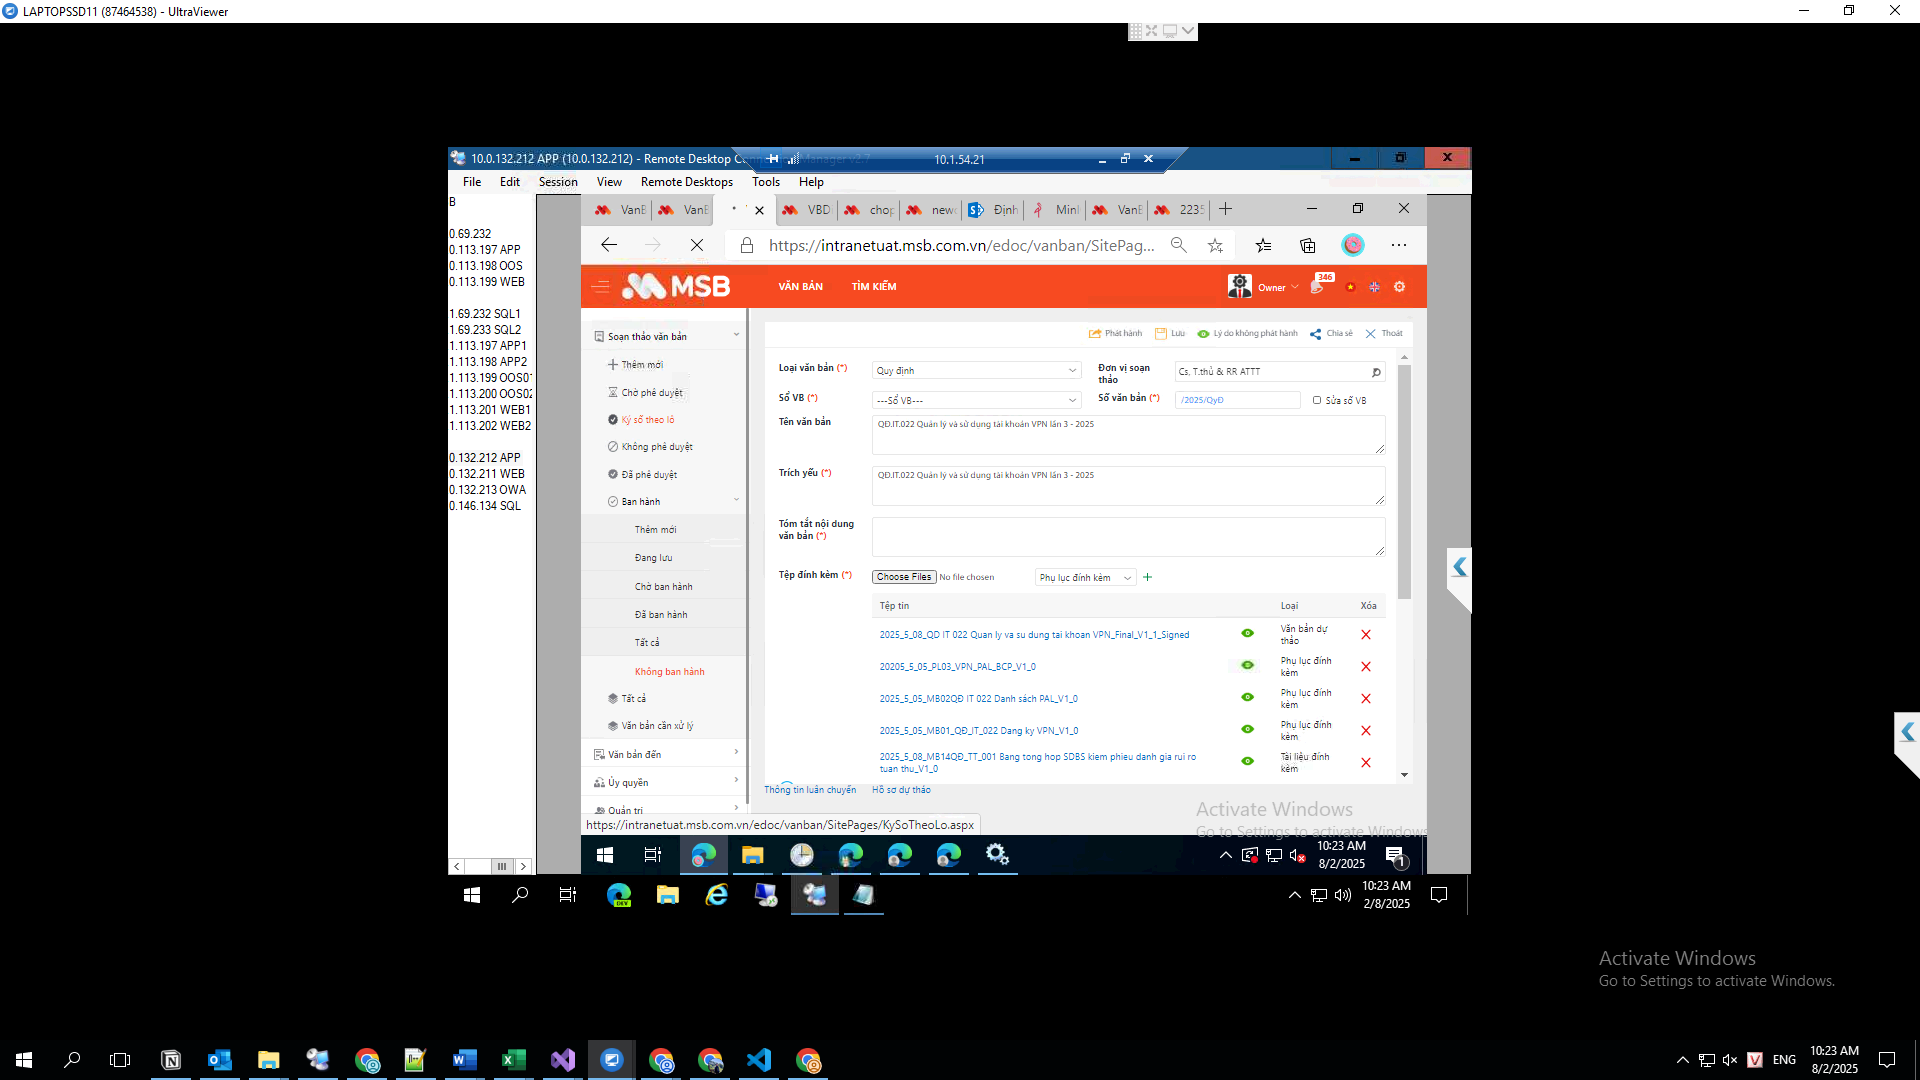 LAPTOPSSD11 (87464538) - UltraViewer
10.0.132.212 APP (10.0.132.212) - Remote Desktop
10.1.54.21
File Edit Session View Remote Desktops Tools Help
B
0.69.232
0.113.197 APP
0.113.198 OOS
0.113.199 WEB
1.69.232 SQL1
1.69.233 SQL2
1.113.197 APP1
1.113.198 APP2
1.113.199 OOS01
1.113.200 OOS02
1.113.201 WEB1
1.113.202 WEB2
0.132.212 APP
0.132.211 WEB
0.132.213 OWA
0.146.134 SQL
VanB VanB VBD chop new Định Minl VanB 2235
https://intranetuat.msb.com.vn/edoc/vanban/SitePag...
MSB
VĂN BẢN TÌM KIẾM
Owner 346
Soạn thảo văn bản
Thêm mới
Chờ phê duyệt
Ký số theo lô
Không phê duyệt
Đã phê duyệt
Ban hành
Thêm mới
Đang lưu
Chờ ban hành
Đã ban hành
Tất cả
Không ban hành
Tất cả
Văn bản cần xử lý
Văn bản đến
Ủy quyền
Quản trị
Phát hành Lưu Lý do không phát hành Chia sẻ Thoát
Loại văn bản (*) Quy định
Đơn vị soạn thảo Cs, T.thủ & RR ATTT
Sổ VB (*) ---Sổ VB---
Số văn bản (*) /2025/QyĐ Sửa số VB
Tên văn bản QĐ.IT.022 Quản lý và sử dụng tài khoản VPN lần 3 - 2025
Trích yếu (*) QĐ.IT.022 Quản lý và sử dụng tài khoản VPN lần 3 - 2025
Tóm tắt nội dung
văn bản (*)
Tệp đính kèm (*) Choose Files No file chosen Phụ lục đính kèm
Tệp tin Loại Xóa
2025_5_08_QD IT 022 Quan ly va su dung tai khoan VPN_Final_V1_1_Signed Văn bản dự thảo
20205_5_05_PL03_VPN_PAL_BCP_V1_0 Phụ lục đính kèm
2025_5_05_MB02QĐ IT 022 Danh sách PAL_V1_0 Phụ lục đính kèm
2025_5_05_MB01_QĐ_IT_022 Dang ky VPN_V1_0 Phụ lục đính kèm
2025_5_08_MB14QĐ_TT_001 Bang tong hop SDBS kiem phieu danh gia rui ro
tuan thu_V1_0 Tài liệu đính kèm
Thông tin luân chuyển Hồ sơ dự thảo
https://intranetuat.msb.com.vn/edoc/vanban/SitePages/KySoTheoLo.aspx
Activate Windows
Go to Settings to activate Windows
10:23 AM
8/2/2025
1
DEV
10:23 AM
2/8/2025
Activate Windows
Go to Settings to activate Windows.
V ENG
10:23 AM
8/2/2025